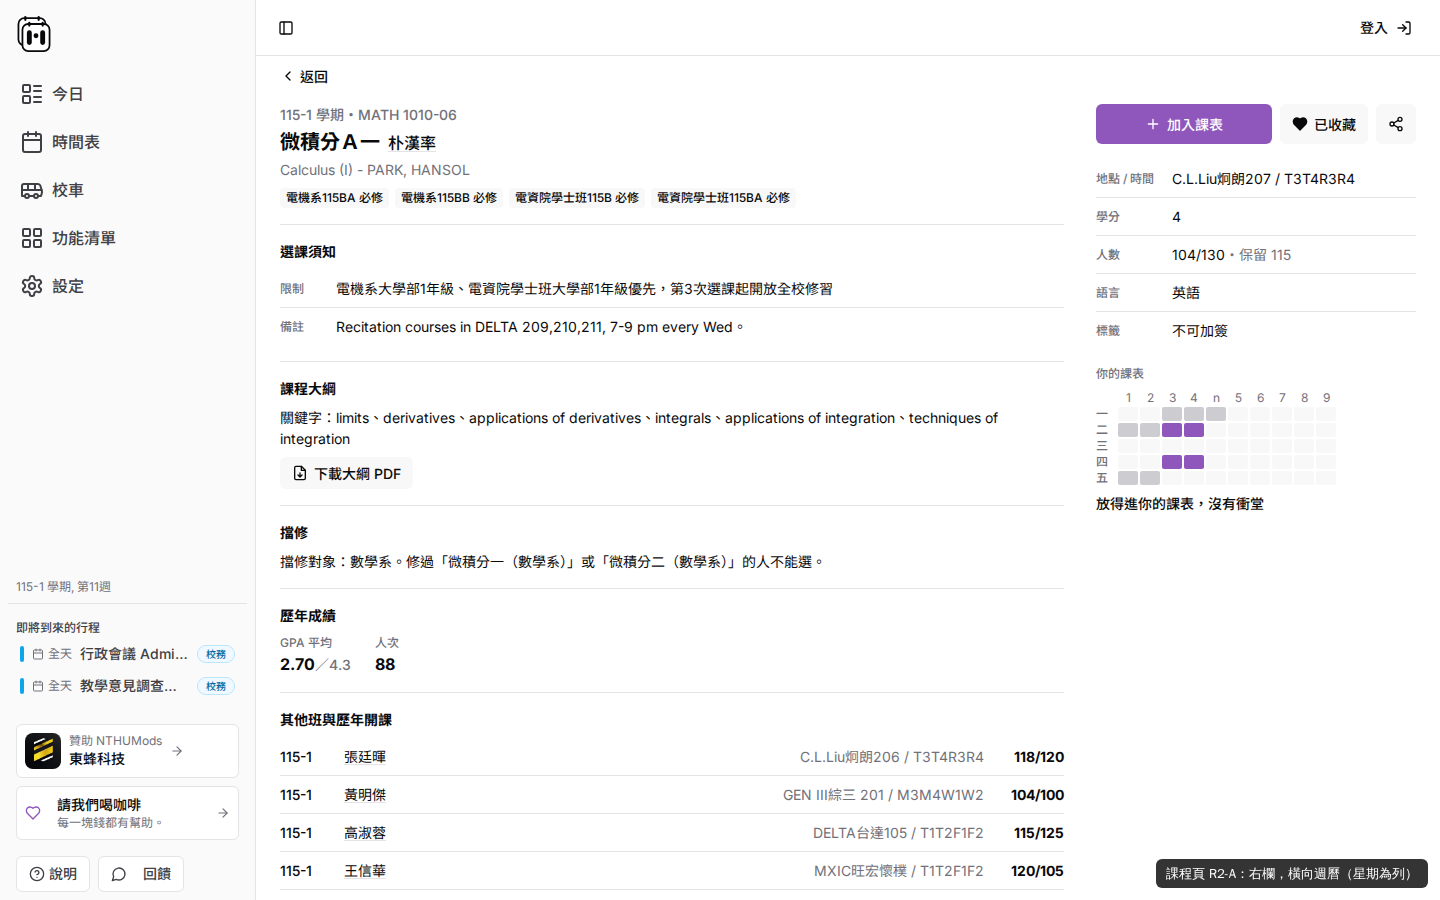 今日
時間表
校車
功能清單
設定
115-1 學期, 第11週
即將到來的行程
全天 行政會議 Admi... 校務
全天 教學意見調查... 校務
贊助 NTHUMods
東蜂科技
請我們喝咖啡
每一塊錢都有幫助。
說明
回饋
登入
返回
115-1 學期・MATH 1010-06
微積分A一 朴漢率
Calculus (I) - PARK, HANSOL
電機系115BA 必修 電機系115BB 必修 電資院學士班115B 必修 電資院學士班115BA 必修
選課須知
限制 電機系大學部1年級、電資院學士班大學部1年級優先，第3次選課起開放全校修習
備註 Recitation courses in DELTA 209,210,211, 7-9 pm every Wed。
課程大綱
關鍵字：limits、derivatives、applications of derivatives、integrals、applications of integration、techniques of
integration
下載大綱 PDF
擋修
擋修對象：數學系。修過「微積分一（數學系）」或「微積分二（數學系）」的人不能選。
歷年成績
GPA 平均 人次
2.70／4.3 88
其他班與歷年開課
115-1 張廷暉 C.L.Liu炯朗206 / T3T4R3R4 118/120
115-1 黃明傑 GEN III綜三 201 / M3M4W1W2 104/100
115-1 高淑蓉 DELTA台達105 / T1T2F1F2 115/125
115-1 王信華 MXIC旺宏懷樸 / T1T2F1F2 120/105
加入課表 已收藏
地點 / 時間 C.L.Liu炯朗207 / T3T4R3R4
學分 4
人數 104/130・保留 115
語言 英語
標籤 不可加簽
你的課表
1 2 3 4 n 5 6 7 8 9
一
二
三
四
五
放得進你的課表，沒有衝堂
課程頁 R2-A：右欄，橫向週曆（星期為列）